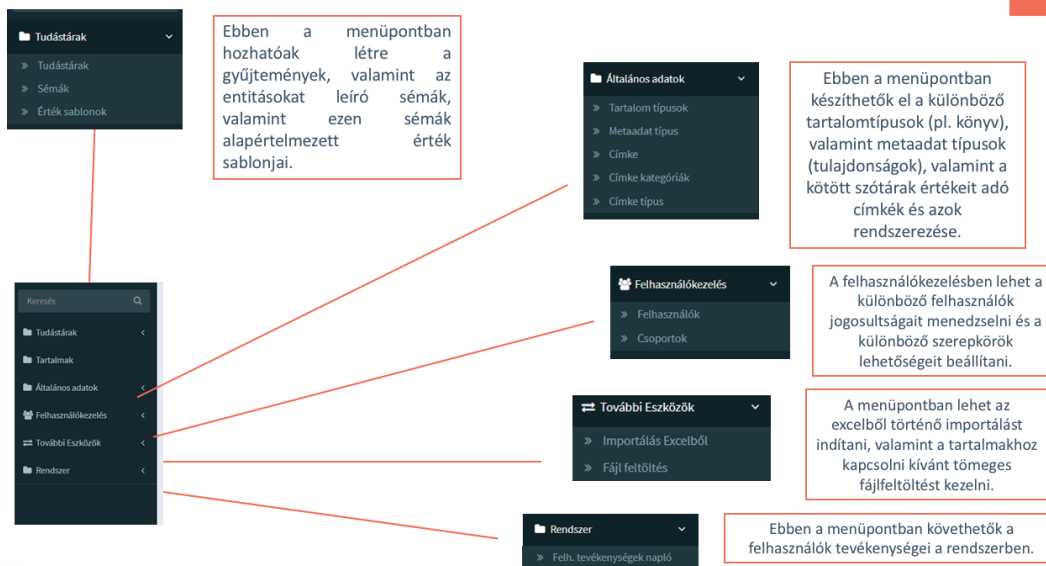 Tudástárak
Tudástárak
Sémák
Érték sablonok
Ebben a menüpontban
hozhatóak létre a
gyűjtemények, valamint az
entitásokat leíró sémák,
valamint ezen sémák
alapértelmezett érték
sablonjai.
Általános adatok
Tartalom típusok
Metaadat típus
Címke
Címke kategóriák
Címke típus
Ebben a menüpontban
készíthetők el a különböző
tartalomtípusok (pl. könyv),
valamint metaadat típusok
(tulajdonságok), valamint a
kötött szótárak értékeit adó
címkék és azok
rendszerezése.
Keresés
Tudástárak
Tartalmak
Általános adatok
Felhasználókezelés
További Eszközök
Rendszer
Felhasználókezelés
Felhasználók
Csoportok
A felhasználókezelésben lehet a
különböző felhasználók
jogosultságait menedzselni és a
különböző szerepkörök
lehetőségeit beállítani.
További Eszközök
Importálás Excelből
Fájl feltöltés
A menüpontban lehet az
excelből történő importálást
indítani, valamint a tartalmakhoz
kapcsolni kívánt tömeges
fájlfeltöltést kezelni.
Rendszer
Felh. tevékenységek napló
Ebben a menüpontban követhetők a
felhasználók tevékenységei a rendszerben.